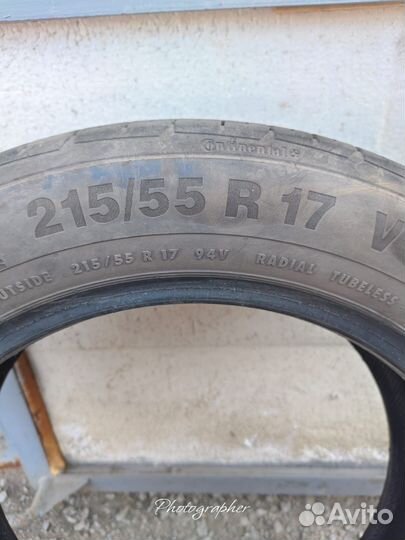 Continental
215/55 R 17 V
OUTSIDE 215/55 R 17 94V RADIAL TUBELESS
Photographer
Avito